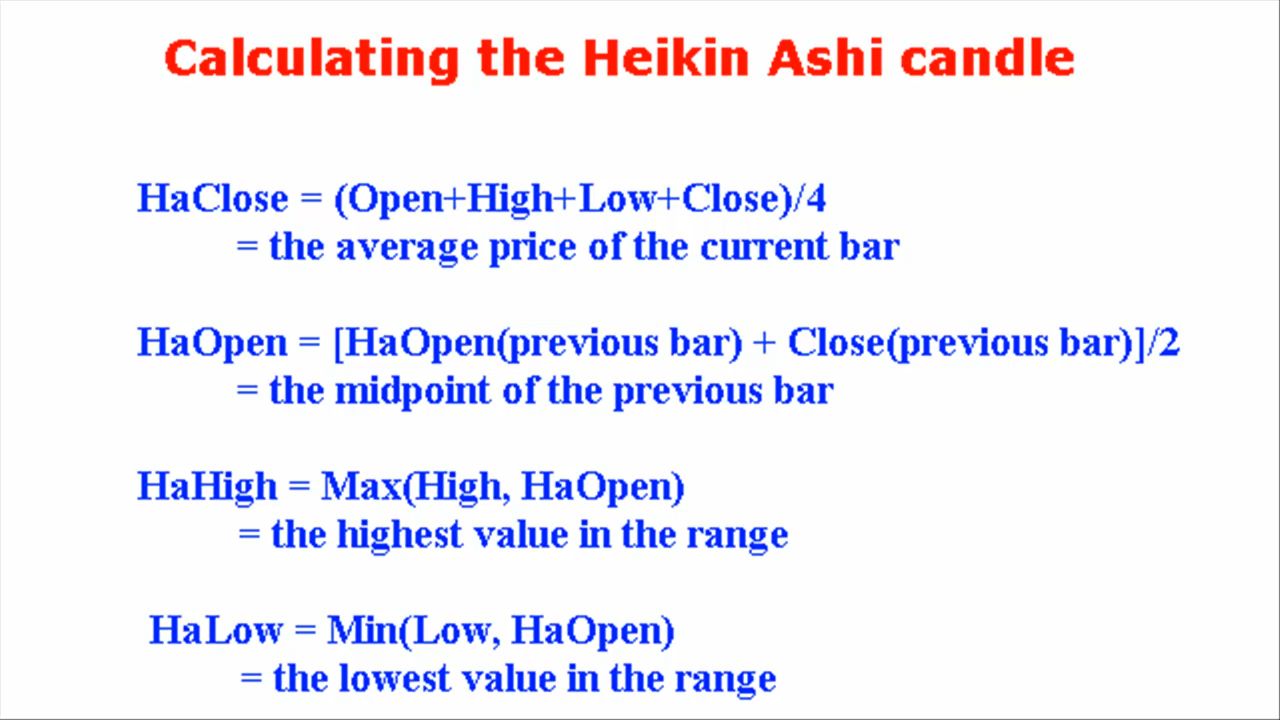 Calculating the Heikin Ashi candle
HaClose = (Open+High+Low+Close)/4
= the average price of the current bar
HaOpen = [HaOpen(previous bar) + Close(previous bar)]/2
= the midpoint of the previous bar
HaHigh = Max(High, HaOpen)
= the highest value in the range
HaLow = Min(Low, HaOpen)
= the lowest value in the range